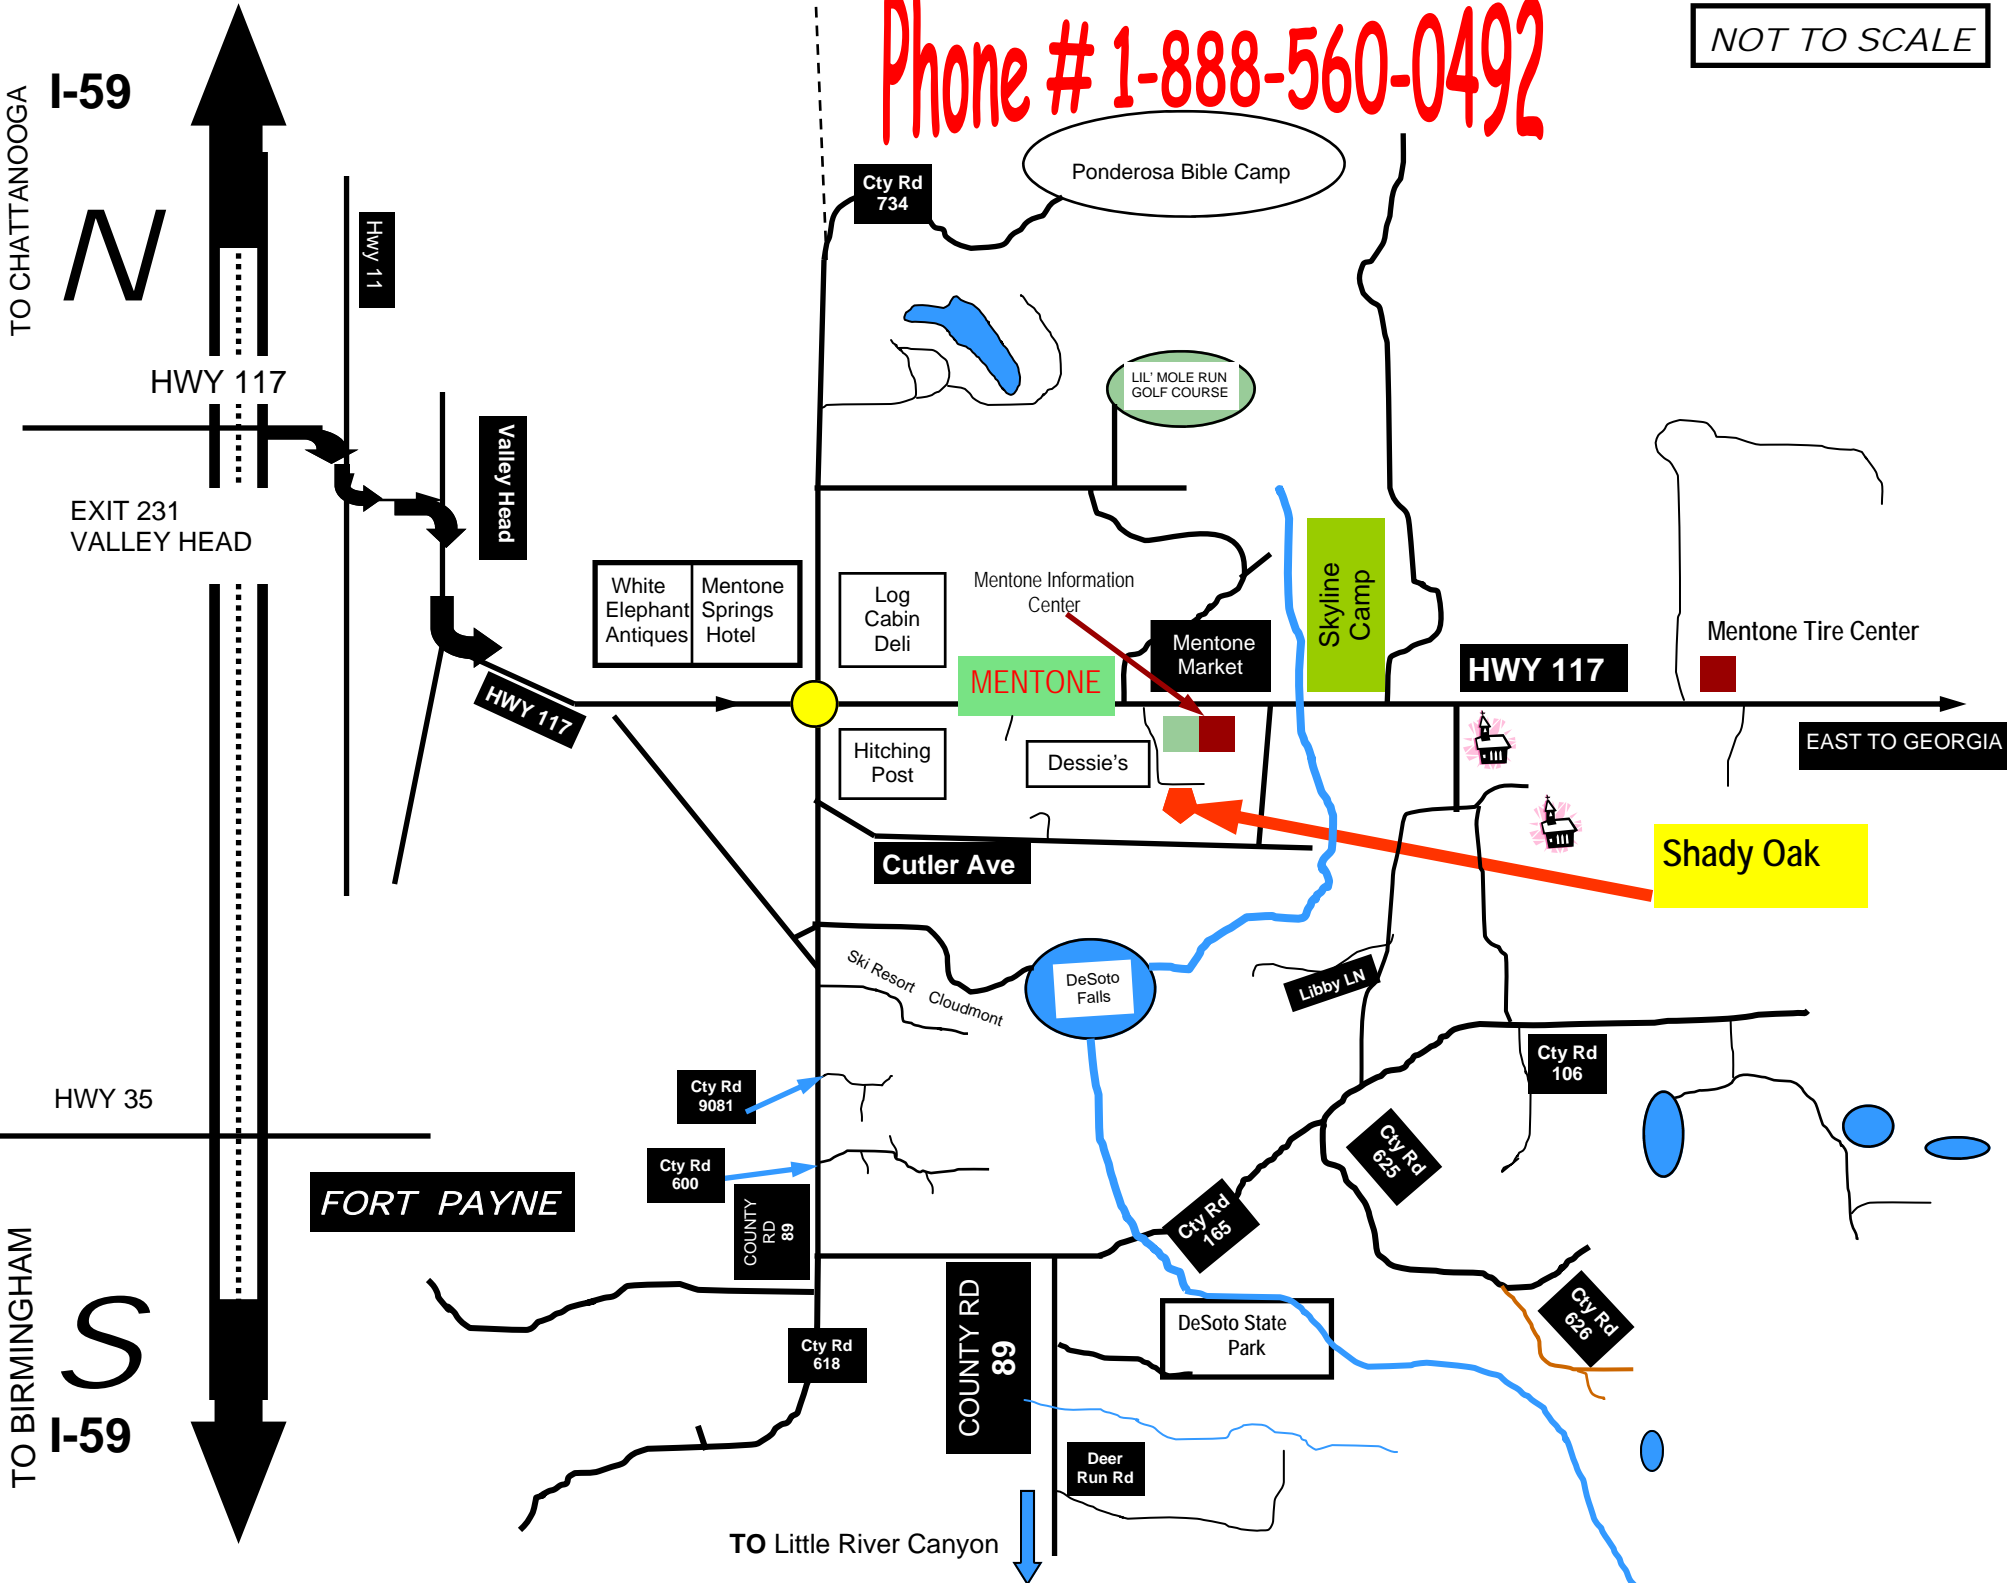 Phone # 1-888-560-0492
NOT TO SCALE
I-59
TO CHATTANOOGA
N
Hwy 11
Cty Rd
734
Ponderosa Bible Camp
HWY 117
LIL' MOLE RUN
GOLF COURSE
Valley Head
EXIT 231
VALLEY HEAD
White
Elephant
Antiques
Mentone
Springs
Hotel
Log
Cabin
Deli
Mentone Information
Center
Mentone
Market
Skyline
Camp
Mentone Tire Center
HWY 117
MENTONE
HWY 117
EAST TO GEORGIA
Hitching
Post
Dessie's
Shady Oak
Cutler Ave
Ski Resort Cloudmont
DeSoto
Falls
Libby LN
Cty Rd
106
Cty Rd
9081
HWY 35
Cty Rd
625
Cty Rd
600
FORT PAYNE
COUNTY
RD
89
Cty Rd
165
TO BIRMINGHAM
S
I-59
Cty Rd
618
COUNTY RD
89
DeSoto State
Park
Cty Rd
626
Deer
Run Rd
TO Little River Canyon